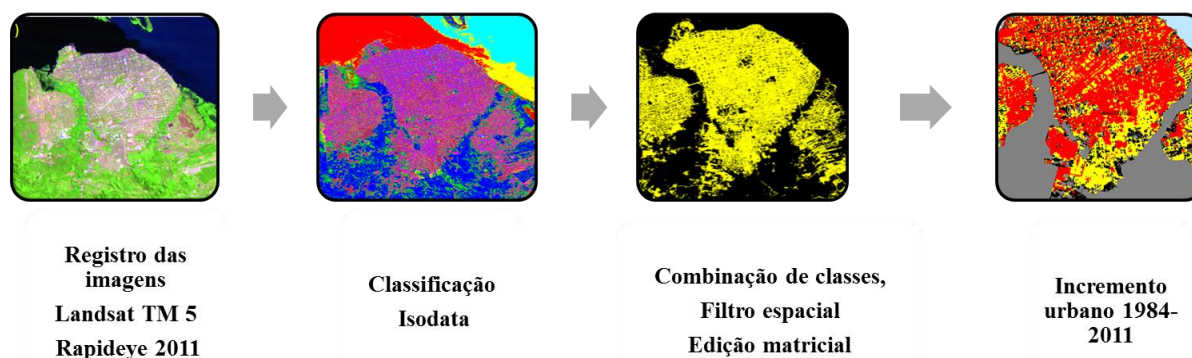 Registro das
imagens
Landsat TM 5
Rapideye 2011
Classificação
Isodata
Combinação de classes,
Filtro espacial
Edição matricial
Incremento
urbano 1984-
2011